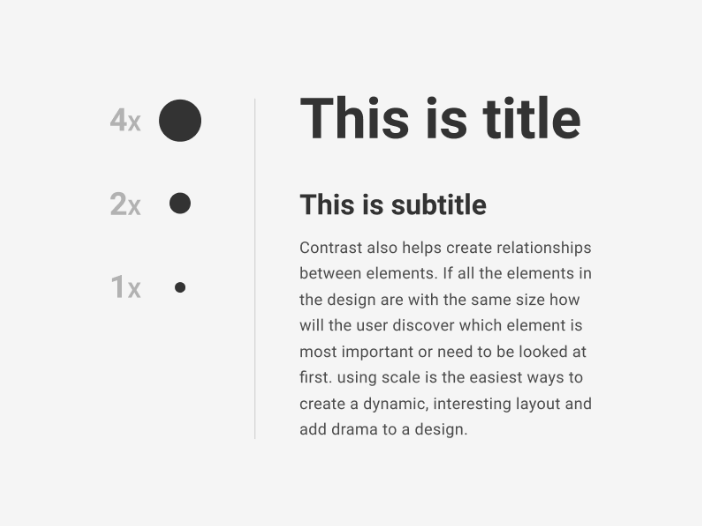 4x
2x
1x
This is title
This is subtitle
Contrast also helps create relationships
between elements. If all the elements in
the design are with the same size how
will the user discover which element is
most important or need to be looked at
first. using scale is the easiest ways to
create a dynamic, interesting layout and
add drama to a design.